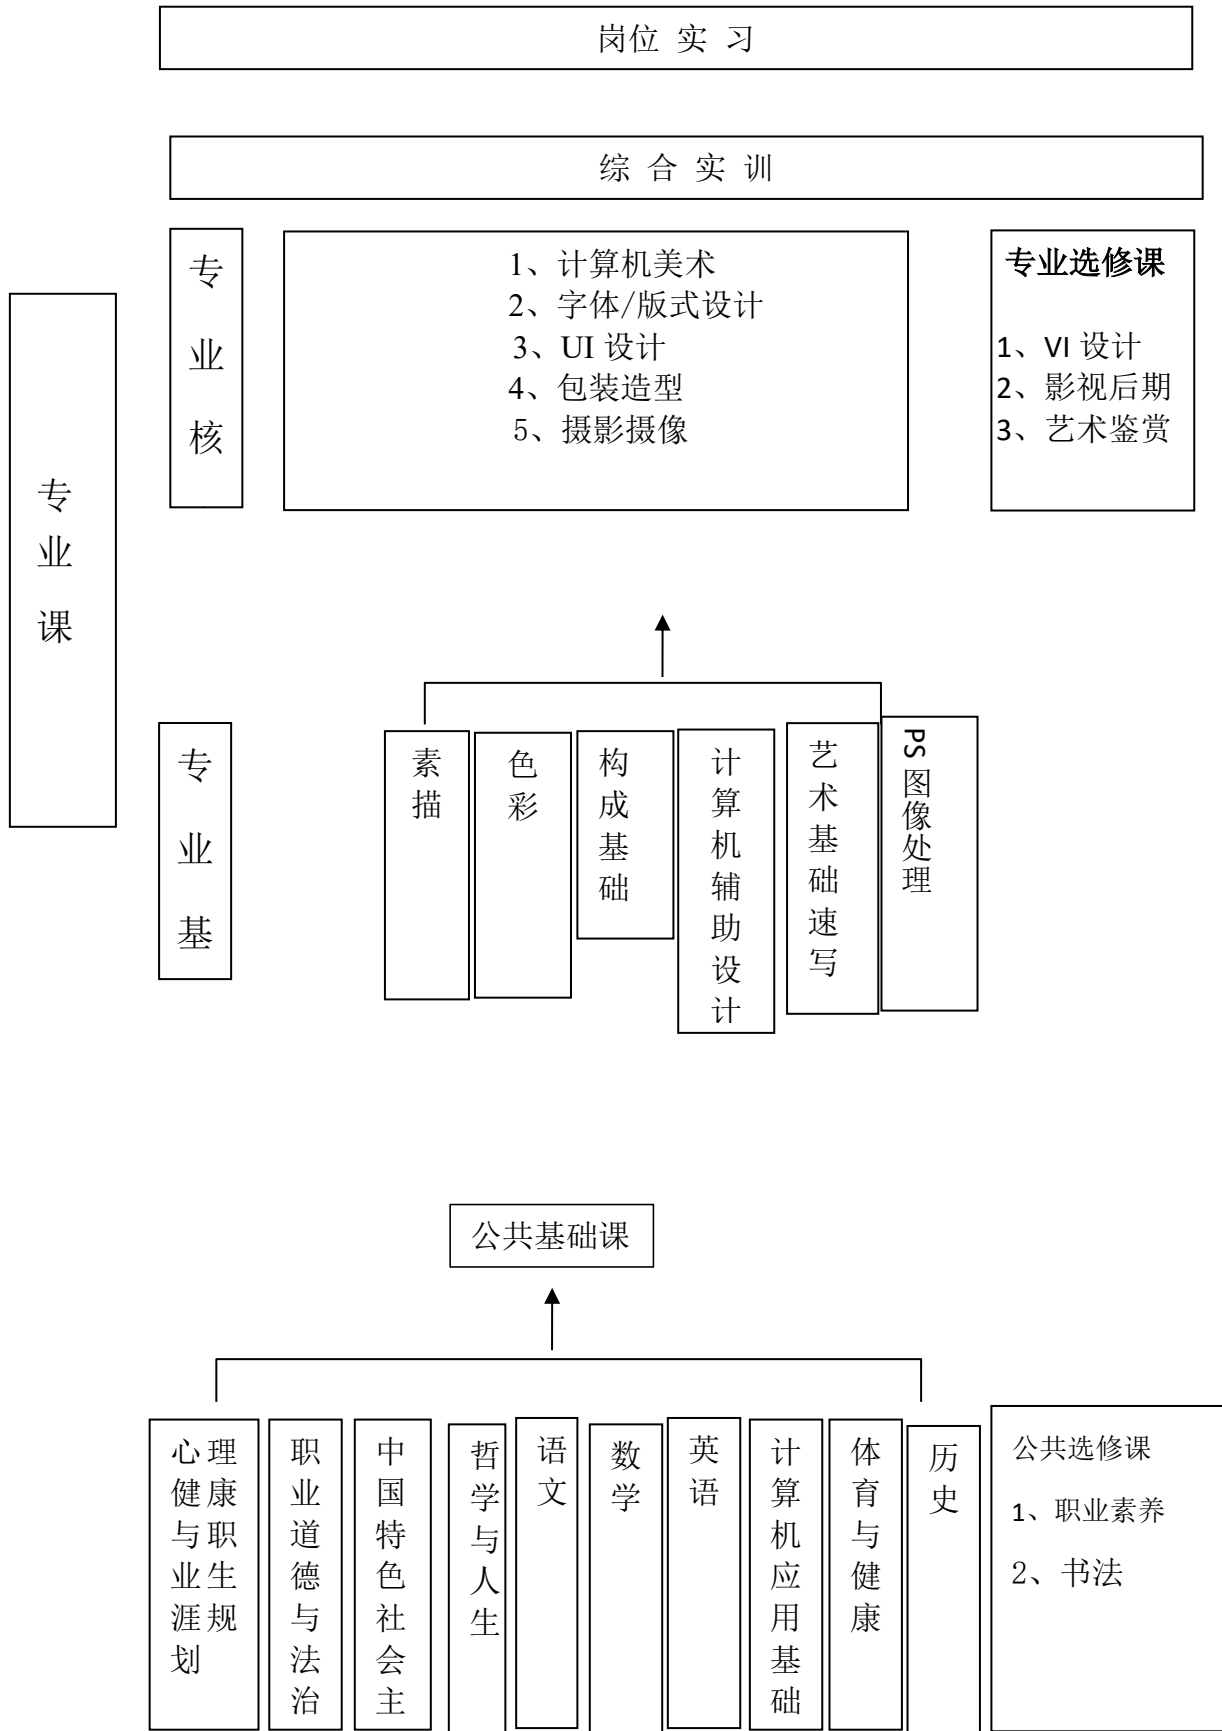 岗位 实 习
综 合 实 训
专业核
1、计算机美术
2、字体/版式设计
3、UI 设计
4、包装造型
5、摄影摄像
专业选修课
1、VI 设计
2、影视后期
3、艺术鉴赏
专业课
专业基
素描
色彩
构成基础
计算机辅助设计
艺术基础速写
PS 图像处理
公共基础课
心理健康与职业生涯规划
职业道德与法治
中国特色社会主
哲学与人生
语文
数学
英语
计算机应用基础
体育与健康
历史
公共选修课
1、职业素养
2、书法